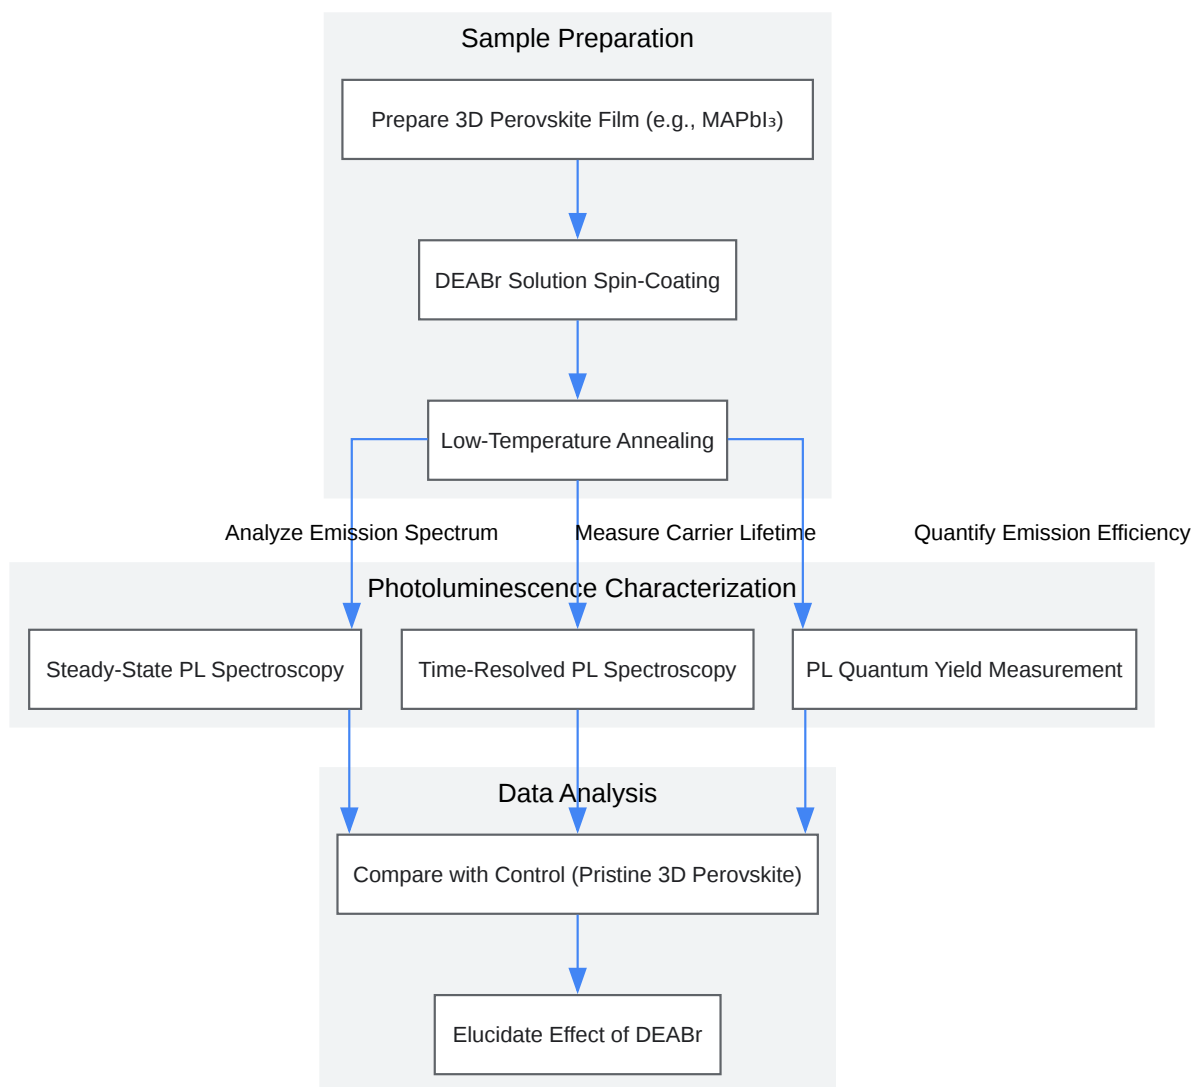 Sample Preparation
Prepare 3D Perovskite Film (e.g., MAPbI₃)
DEABr Solution Spin-Coating
Low-Temperature Annealing
Analyze Emission Spectrum
Measure Carrier Lifetime
Quantify Emission Efficiency
Photoluminescence Characterization
Steady-State PL Spectroscopy
Time-Resolved PL Spectroscopy
PL Quantum Yield Measurement
Data Analysis
Compare with Control (Pristine 3D Perovskite)
Elucidate Effect of DEABr